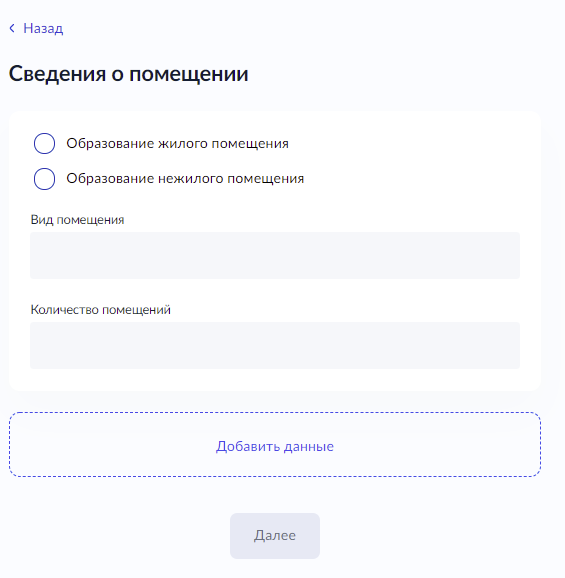 Назад
Сведения о помещении
Образование жилого помещения
Образование нежилого помещения
Вид помещения
Количество помещений
Добавить данные
Далее